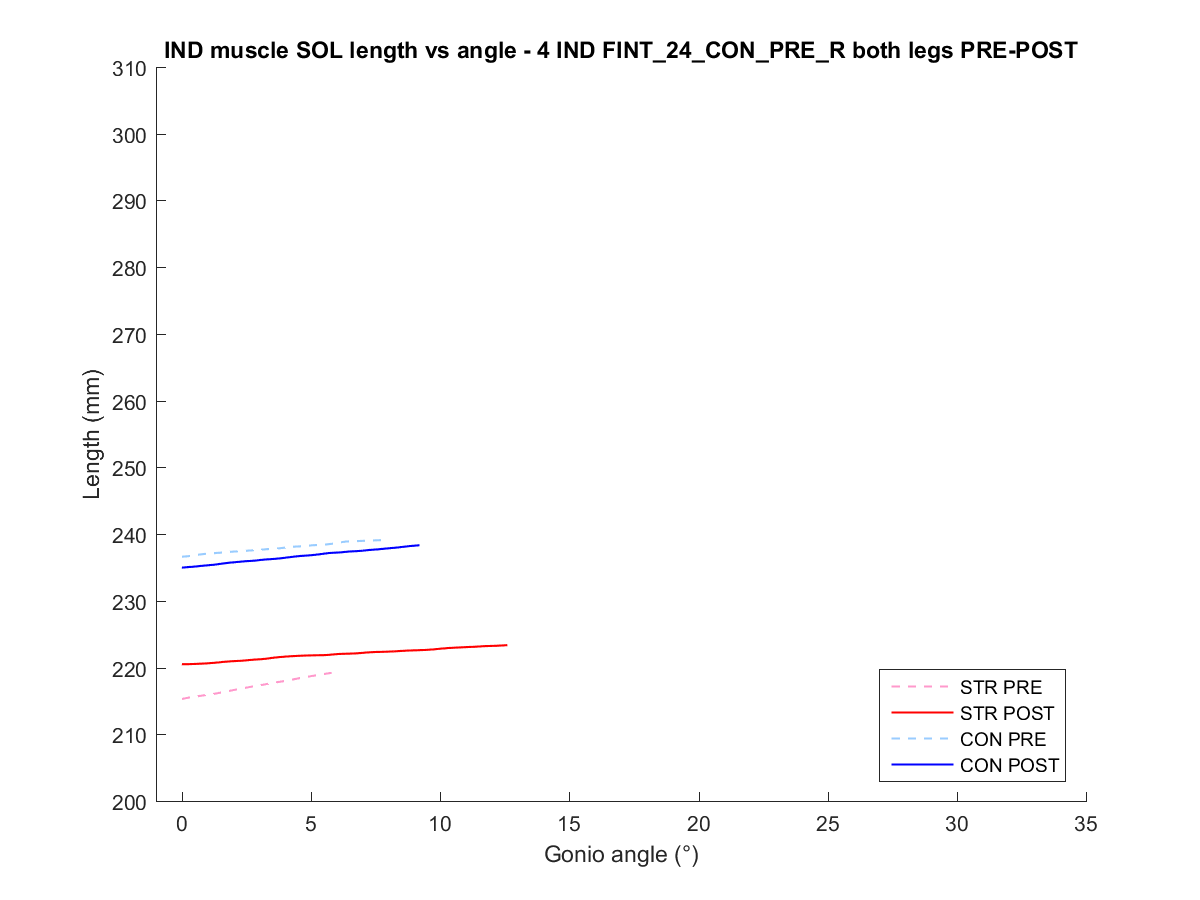 IND muscle SOL length vs angle - 4 IND FINT_24_CON_PRE_R both legs PRE-POST
310
300
290
280
270
260
250
240
230
220
210
200
Length (mm)
0 5 10 15 20 25 30 35
Gonio angle (°)
STR PRE
STR POST
CON PRE
CON POST